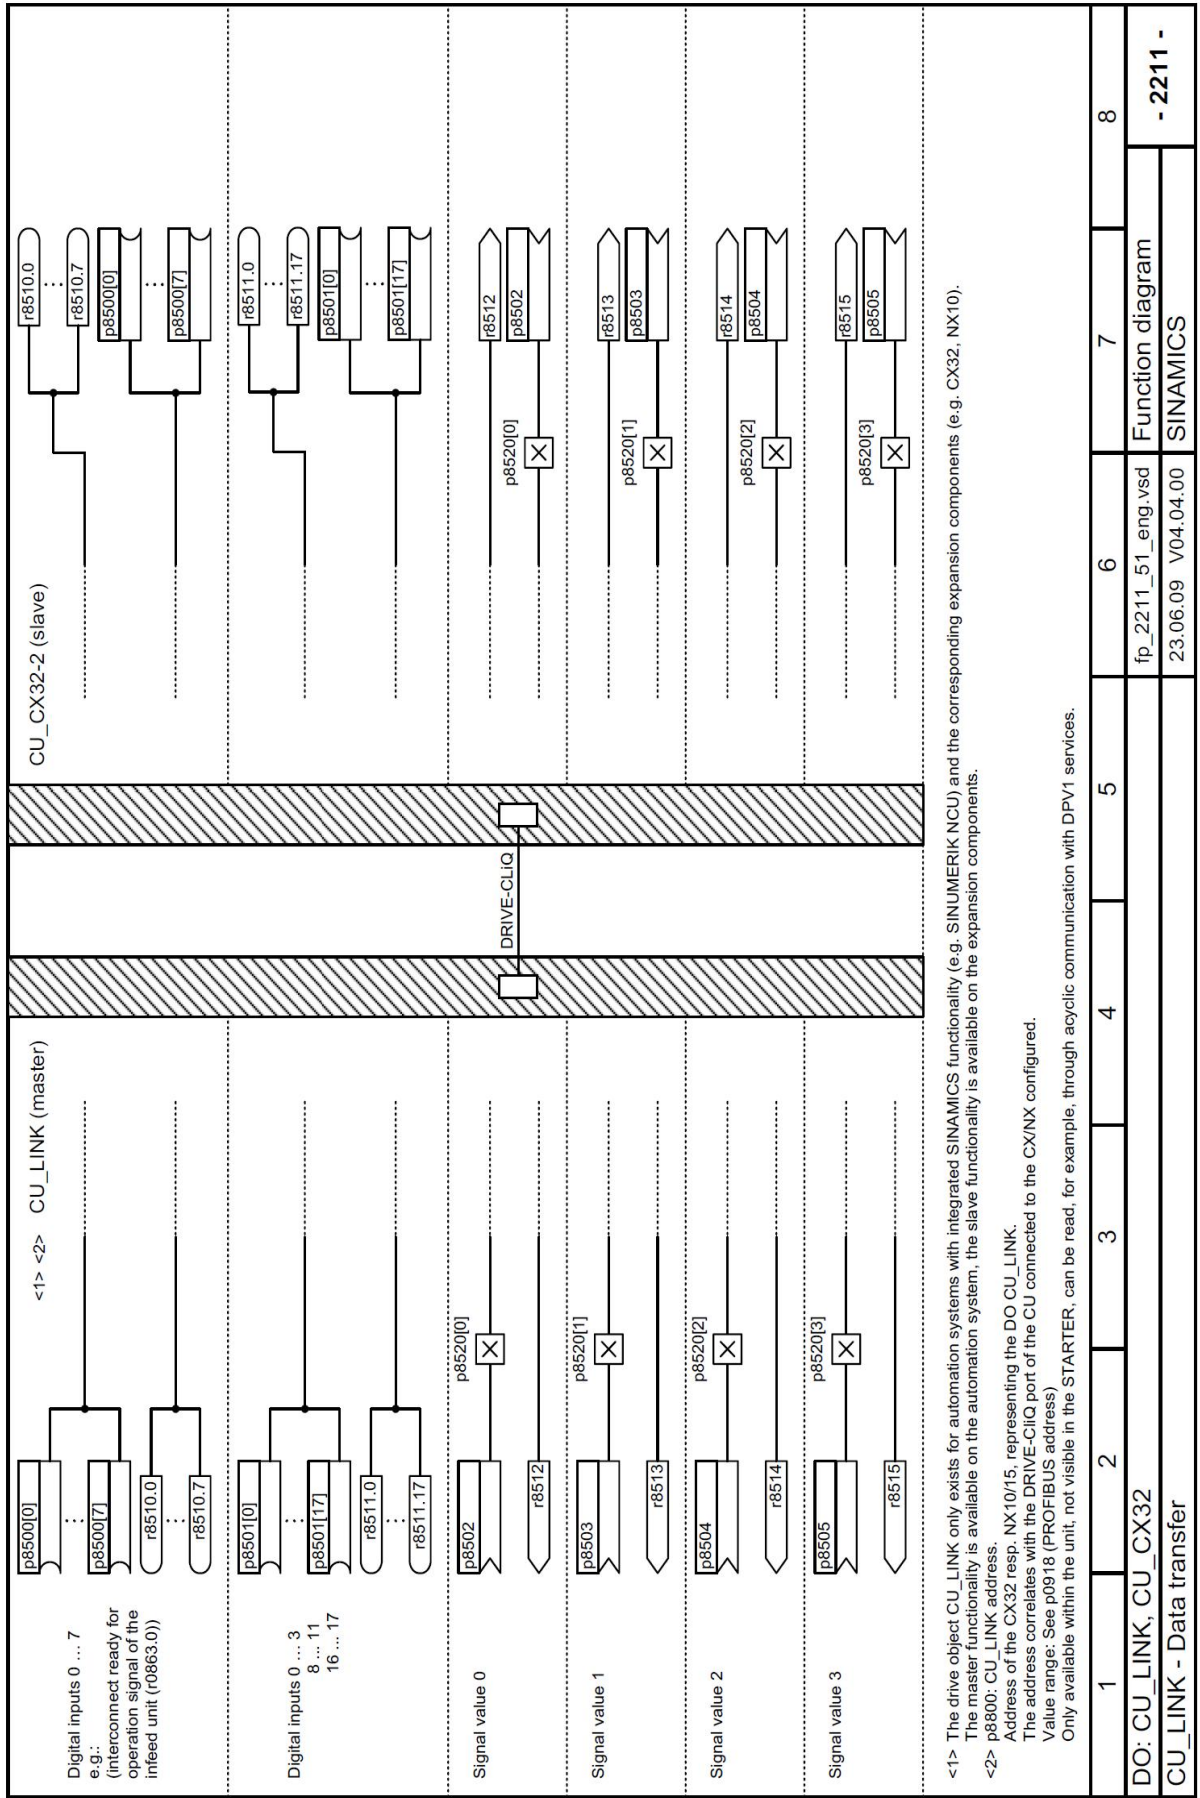 <1> <2> CU_LINK (master)
CU_CX32-2 (slave)
Digital inputs 0 ... 7
e.g.:
(interconnect ready for
operation signal of the
infeed unit (r0863.0))
p8500[0]
...
p8500[7]
r8510.0
...
r8510.7
r8510.0
...
r8510.7
p8500[0]
...
p8500[7]
Digital inputs 0 ... 3
8 ... 11
16 ... 17
p8501[0]
...
p8501[17]
r8511.0
...
r8511.17
r8511.0
...
r8511.17
p8501[0]
...
p8501[17]
DRIVE-CLiQ
Signal value 0
p8502
p8520[0]
r8512
r8512
p8520[0]
p8502
Signal value 1
p8503
p8520[1]
r8513
r8513
p8520[1]
p8503
Signal value 2
p8504
p8520[2]
r8514
r8514
p8520[2]
p8504
Signal value 3
p8505
p8520[3]
r8515
r8515
p8520[3]
p8505
<1> The drive object CU_LINK only exists for automation systems with integrated SINAMICS functionality (e.g. SINUMERIK NCU) and the corresponding expansion components (e.g. CX32, NX10).
The master functionality is available on the automation system, the slave functionality is available on the expansion components.
<2> p8800: CU_LINK address.
Address of the CX32 resp. NX10/15, representing the DO CU_LINK.
The address correlates with the DRIVE-CliQ port of the CU connected to the CX/NX configured.
Value range: See p0918 (PROFIBUS address)
Only available within the unit, not visible in the STARTER, can be read, for example, through acyclic communication with DPV1 services.
1 2 3 4 5 6 7 8
DO: CU_LINK, CU_CX32 fp_2211_51_eng.vsd Function diagram - 2211 -
CU_LINK - Data transfer 23.06.09 V04.04.00 SINAMICS